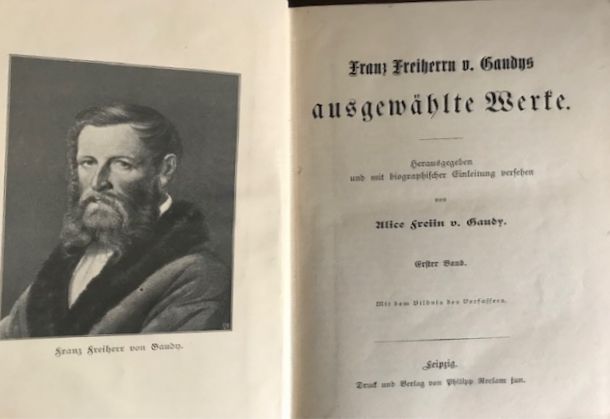 Franz Freiherr von Gaudy.
Franz Freiherrn v. Gaudys
ausgewählte Werke.
Herausgegeben
und mit biographischer Einleitung versehen
von
Alice Freiin v. Gaudy.
Erster Band.
Mit dem Bildnis des Verfassers.
Leipzig.
Druck und Verlag von Philipp Reclam jun.